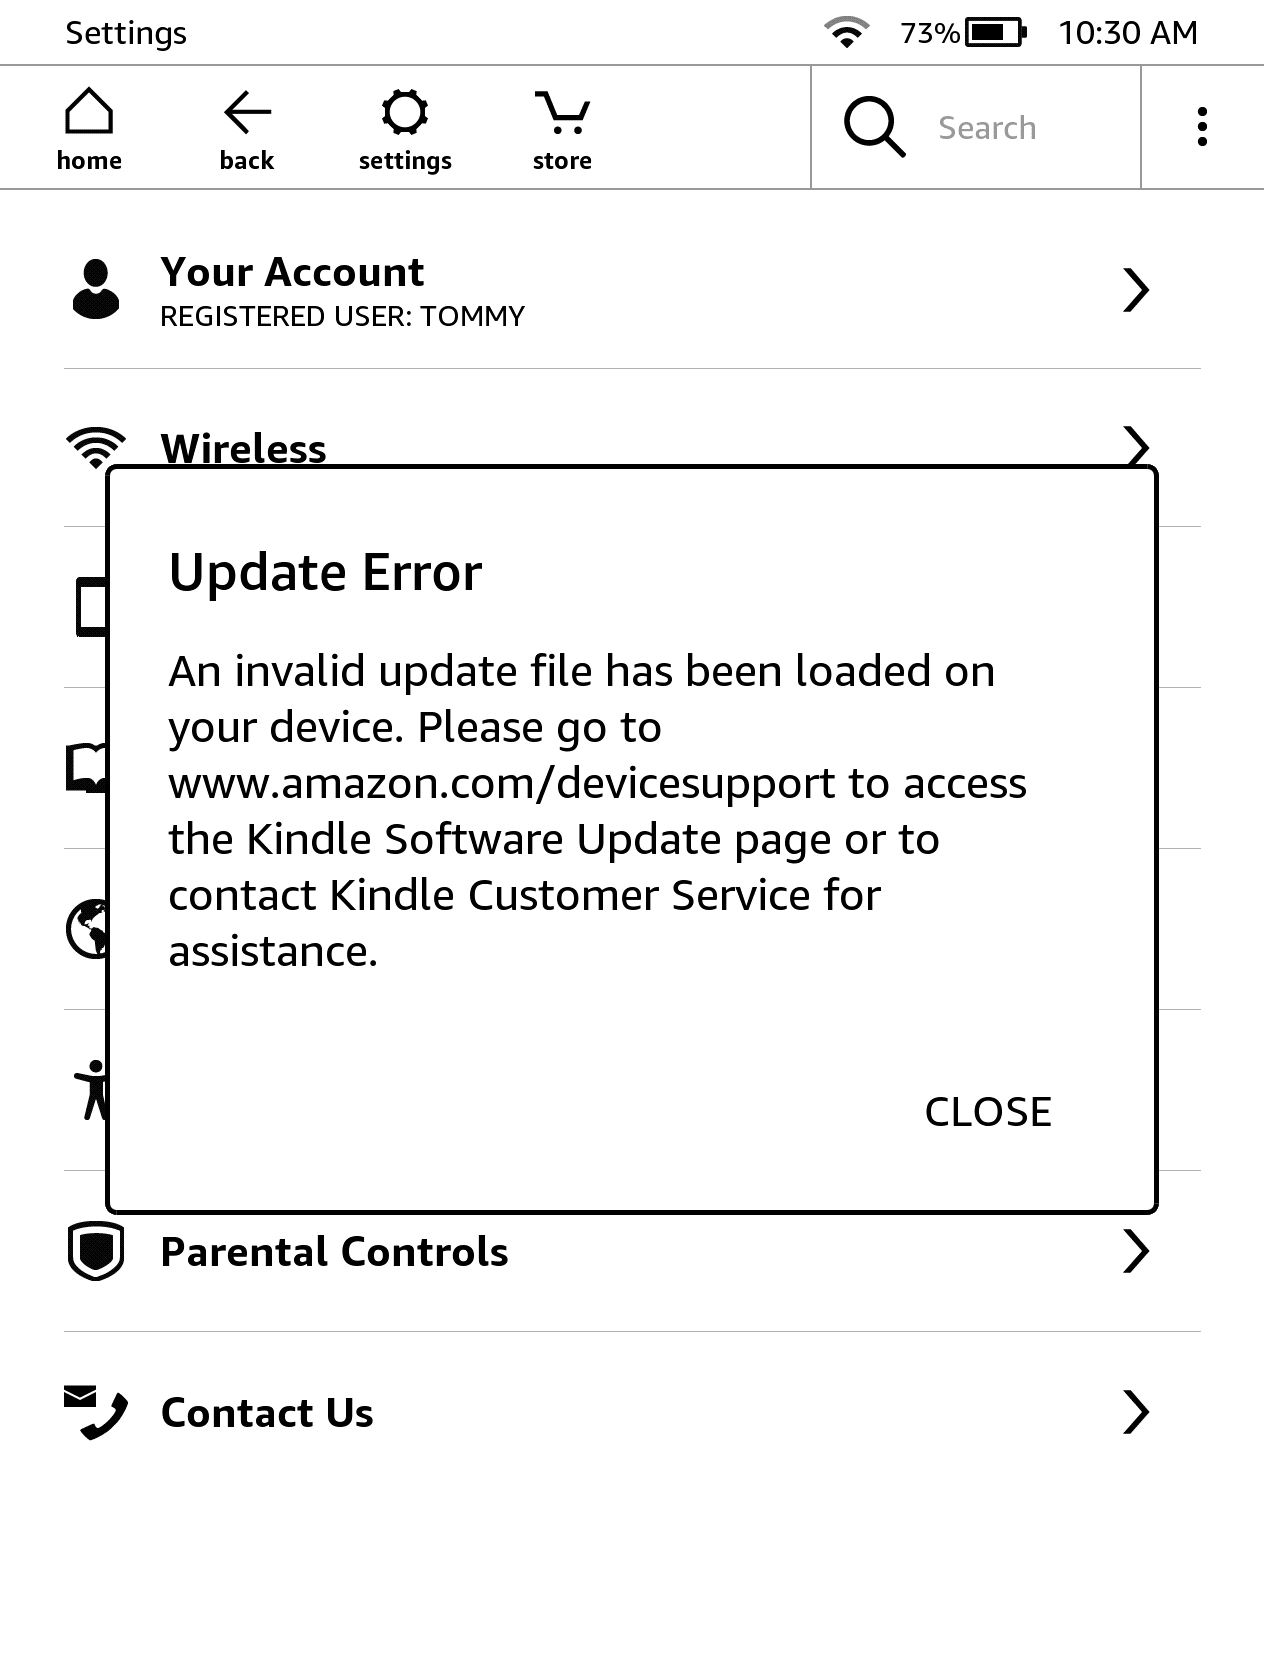 Settings
73%
10:30 AM
home
back
settings
store
Search
Your Account
REGISTERED USER: TOMMY
Wireless
Update Error
An invalid update file has been loaded on
your device. Please go to
www.amazon.com/devicesupport to access
the Kindle Software Update page or to
contact Kindle Customer Service for
assistance.
CLOSE
Parental Controls
Contact Us